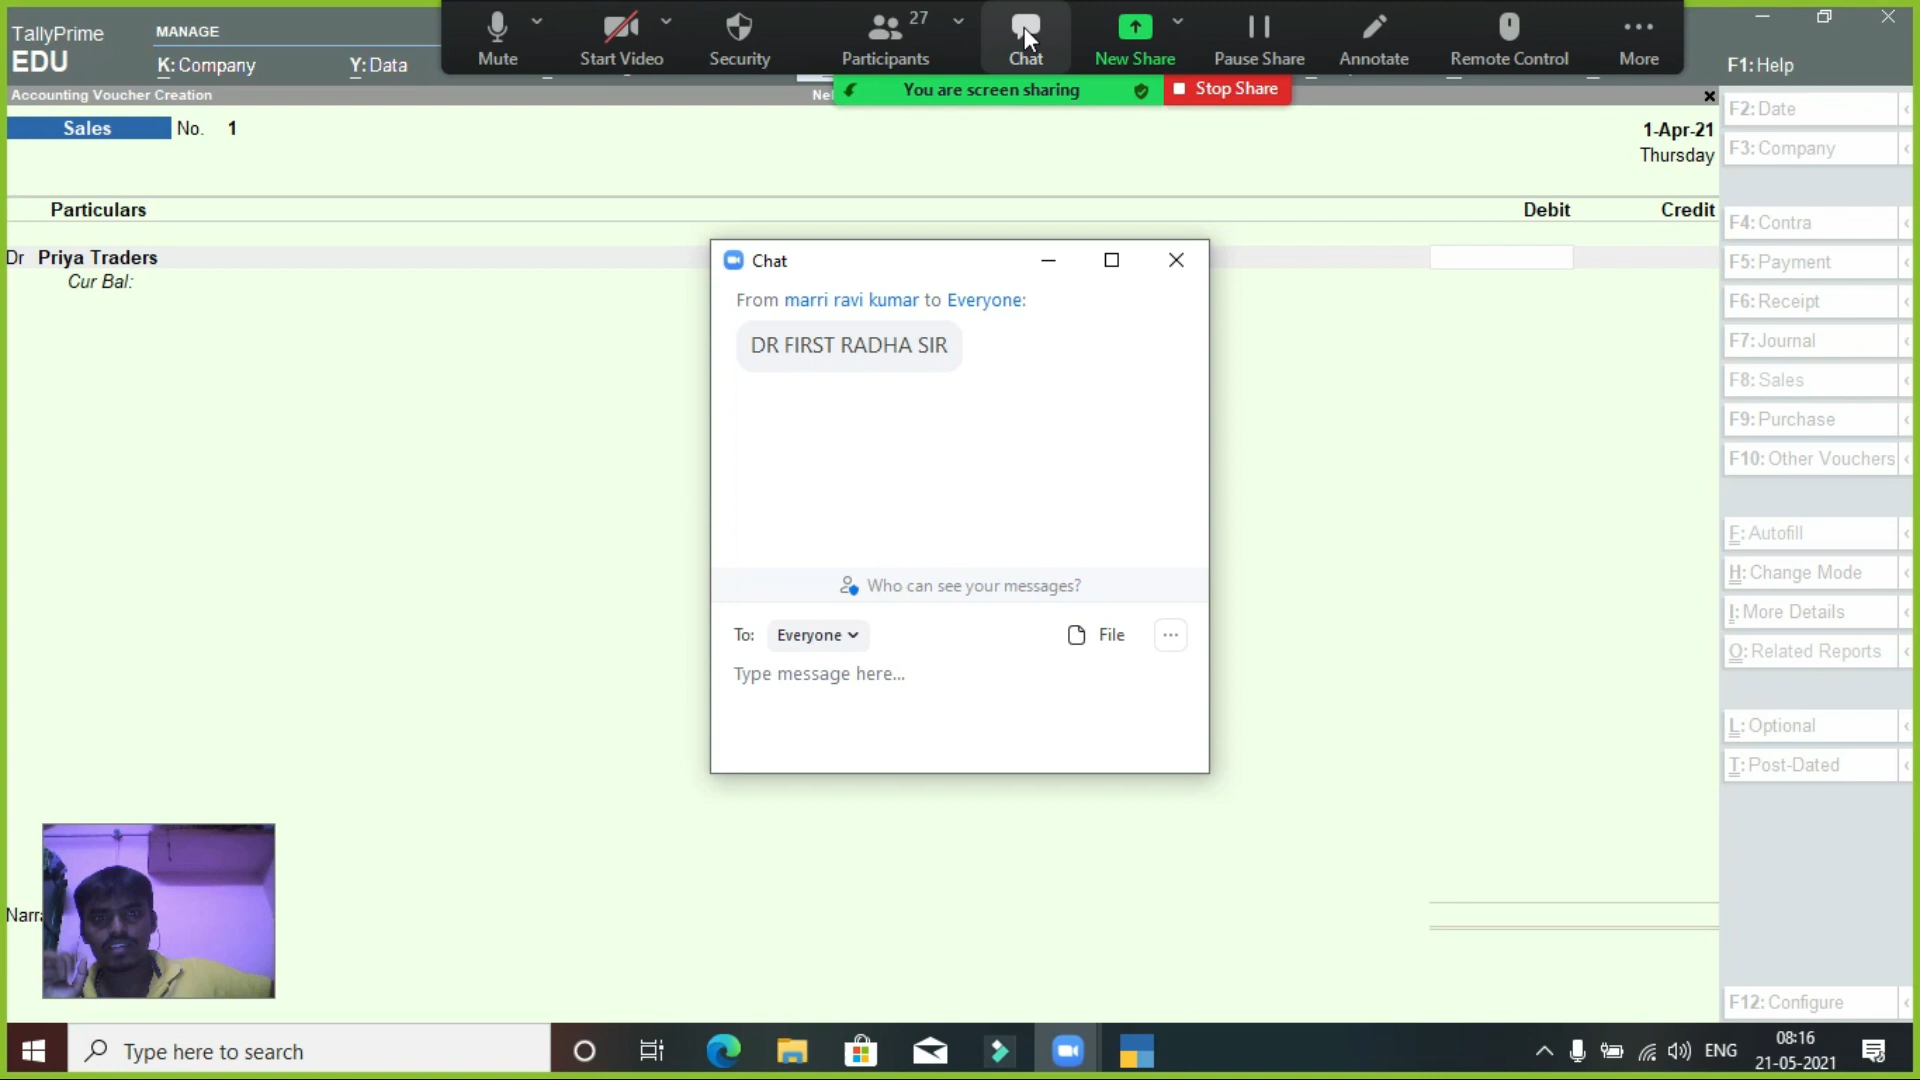 TallyPrime
EDU
MANAGE
K: Company
Y: Data
Mute
Start Video
Security
Participants
27
Chat
New Share
Pause Share
Annotate
Remote Control
More
F1: Help
Accounting Voucher Creation
You are screen sharing
Stop Share
Sales No. 1
1-Apr-21
Thursday
Particulars
Debit
Credit
Dr Priya Traders
Cur Bal:
Chat
From marri ravi kumar to Everyone:
DR FIRST RADHA SIR
Who can see your messages?
To: Everyone
File
Type message here...
F2: Date
F3: Company
F4: Contra
F5: Payment
F6: Receipt
F7: Journal
F8: Sales
F9: Purchase
F10: Other Vouchers
F: Autofill
H: Change Mode
I: More Details
O: Related Reports
L: Optional
T: Post-Dated
F12: Configure
Type here to search
ENG
08:16
21-05-2021